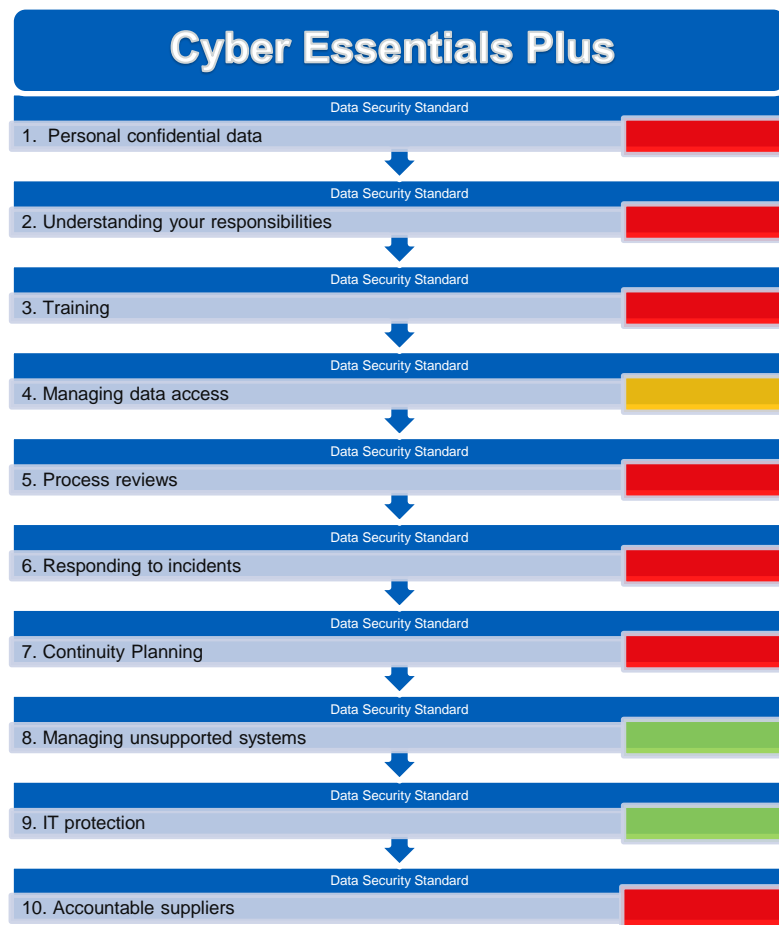 Cyber Essentials Plus
Data Security Standard
1. Personal confidential data
Data Security Standard
2. Understanding your responsibilities
Data Security Standard
3. Training
Data Security Standard
4. Managing data access
Data Security Standard
5. Process reviews
Data Security Standard
6. Responding to incidents
Data Security Standard
7. Continuity Planning
Data Security Standard
8. Managing unsupported systems
Data Security Standard
9. IT protection
Data Security Standard
10. Accountable suppliers